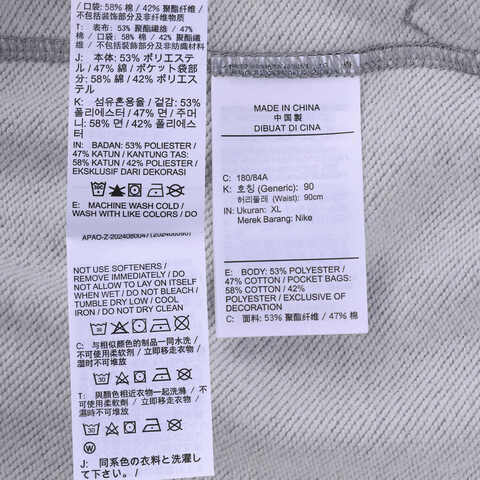 / 口袋: 58% 棉 / 42% 聚酯纤维 /
不包括装饰部分及非纺织部分
T: 表布: 53% 聚酯纖維 / 47%
棉 / 口袋: 58% 棉 / 42% 聚酯
纖維 / 不包括裝飾部分及非紡織材料
J: 本体: 53% ポリエステ
ル / 47% 綿 / ポケット袋部
分: 58% 綿 / 42% ポリエス
テル
K: 섬유혼용율 / 겉감: 53%
폴리에스터 / 47% 면 / 주머
니: 58% 면 / 42% 폴리에스
터
IN: BADAN: 53% POLIESTER /
47% KATUN / KANTUNG TAS:
58% KATUN / 42% POLIESTER
EKSKLUSIF DARI DEKORASI
E: MACHINE WASH COLD /
WASH WITH LIKE COLORS / DO
NOT USE SOFTENERS /
REMOVE IMMEDIATELY / DO
NOT ALLOW TO LAY ON ITSELF
WHEN WET / DO NOT BLEACH /
TUMBLE DRY LOW / COOL
IRON / DO NOT DRY CLEAN
C: 与相似颜色的制品一同水洗 /
不可使用柔软剂 / 立即移走衣物 /
湿时不可堆放
30
T: 與顏色相近衣物一起洗滌 /
不可使用柔軟劑 / 立即移走衣物 /
濕時不可堆放
30
W
J: 同系色の衣料と洗濯し
て下さい。
MADE IN CHINA
中国製
DIBUAT DI CINA
C: 180/84A
K: 호칭 (Generic): 90
허리둘레 (Waist): 90cm
IN: Ukuran: XL
Merek Barang: Nike
E: BODY: 53% POLYESTER /
47% COTTON / POCKET BAGS:
58% COTTON / 42%
POLYESTER / EXCLUSIVE OF
DECORATION
C: 面料: 53% 聚酯纤维 / 47% 棉